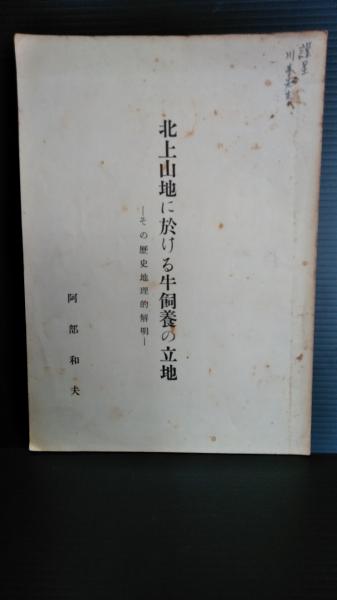 謹呈
北上山地に於ける牛飼養の立地
―その歴史地理的解明―
阿部和夫